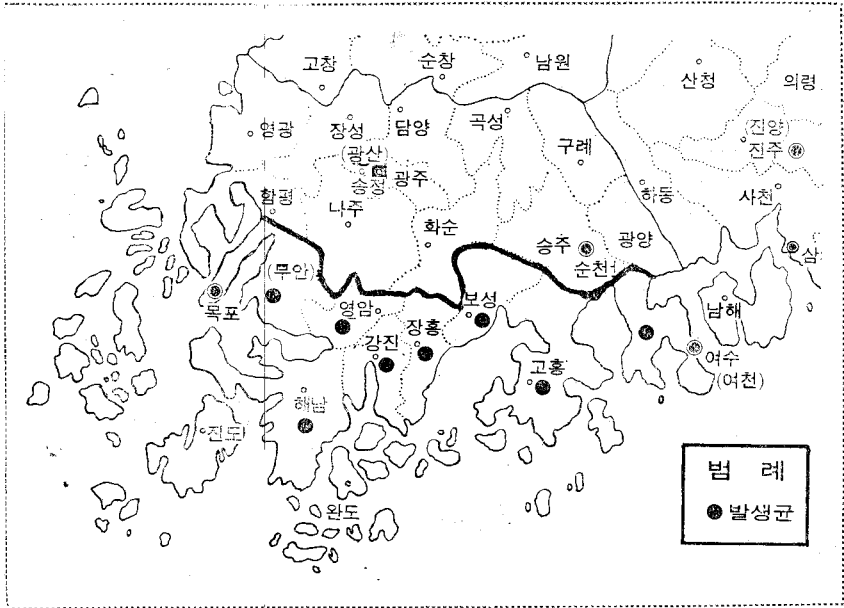 고창
순창
남원
산청
의령
영광
장성
담양
곡성
(진양)
진주
(광산)
송정
광주
구례
함평
나주
하동
사천
화순
승주
광양
순천
삼
(무안)
목포
영암
보성
남해
장흥
강진
여수
(여천)
고흥
해남
진도
완도
범 례
발생균